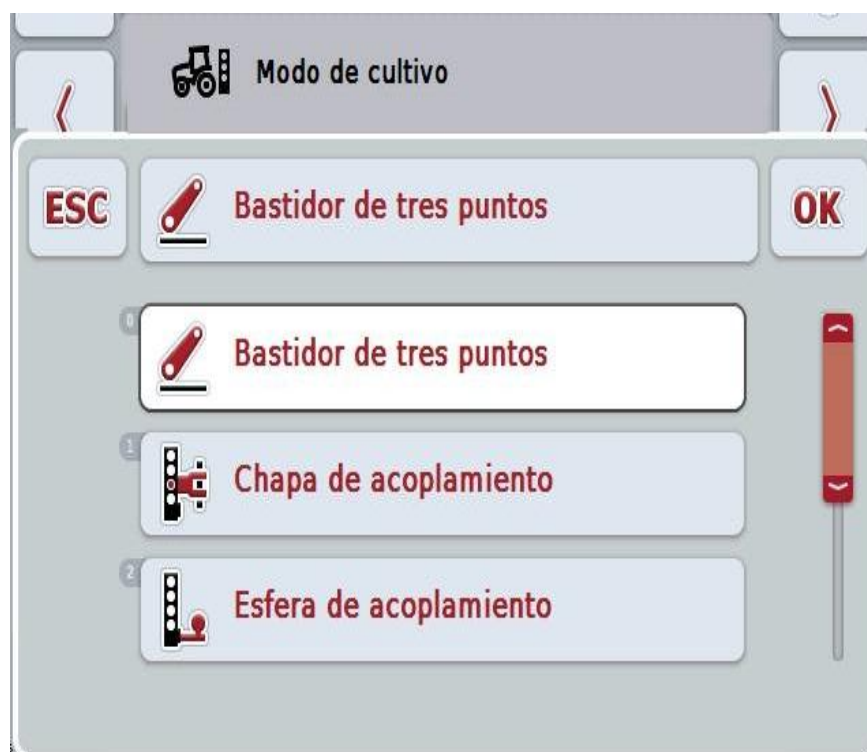 Modo de cultivo
ESC
Bastidor de tres puntos
OK
0
Bastidor de tres puntos
1
Chapa de acoplamiento
2
Esfera de acoplamiento